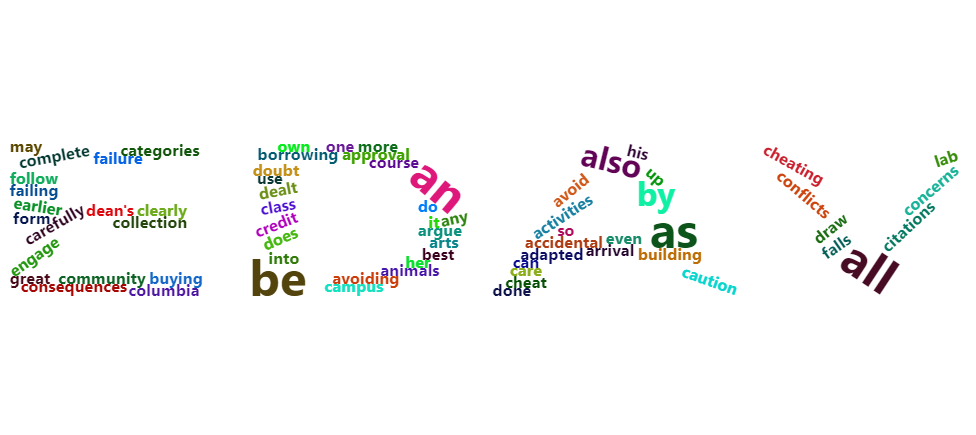 may
complete
failure
categories
follow
failing
earlier
form
carefully
dean's
clearly
collection
engage
great
community
buying
consequences
columbia
own
one
more
borrowing
approval
course
doubt
use
dealt
an
class
do
credit
it
any
does
argue
arts
into
best
be
her
animals
avoiding
campus
also
his
up
avoid
by
activities
so
as
accidental
even
arrival
adapted
building
can
care
cheat
done
caution
cheating
lab
conflicts
concerns
draw
citations
falls
all